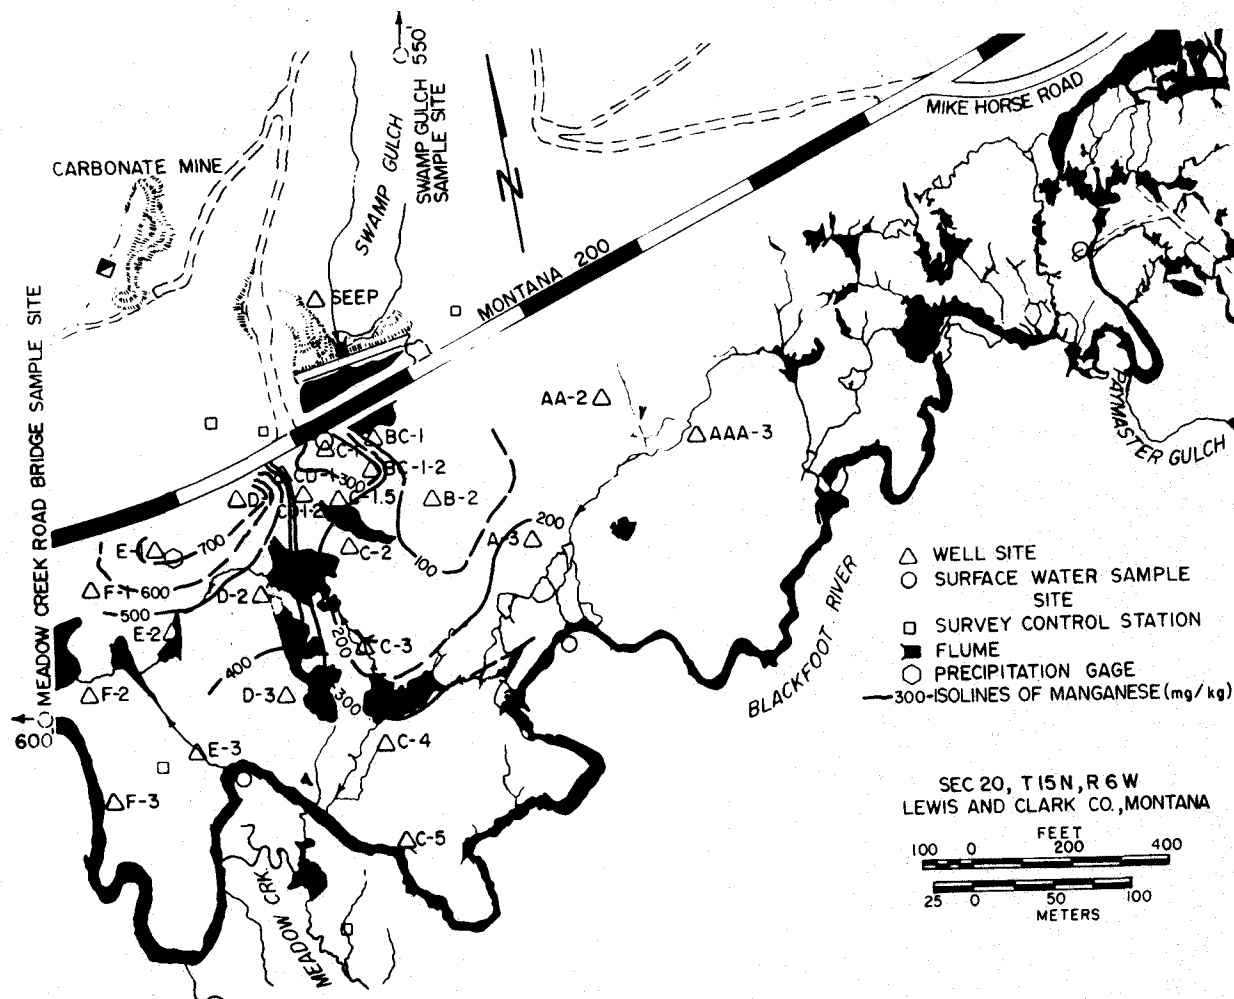 550'
SWAMP GULCH
SAMPLE SITE
SWAMP GULCH
N
MIKE HORSE ROAD
CARBONATE MINE
MONTANA 200
SEEP
MEADOW CREEK ROAD BRIDGE SAMPLE SITE
600'
AA-2
AAA-3
PAYMASTER GULCH
BC-1
C-1
BC-1-2
CD-1
300
D-1
C-1.5
B-2
CD-1-2
E-1
700
C-2
100
A-3
200
F-1
600
D-2
500
E-2
200
C-3
400
F-2
D-3
300
C-4
E-3
F-3
C-5
MEADOW CRK
BLACKFOOT RIVER
WELL SITE
SURFACE WATER SAMPLE
SITE
SURVEY CONTROL STATION
FLUME
PRECIPITATION GAGE
300-ISOLINES OF MANGANESE (mg/kg)
SEC 20, T15N, R6W
LEWIS AND CLARK CO., MONTANA
FEET
100 0 200 400
25 0 50 100
METERS